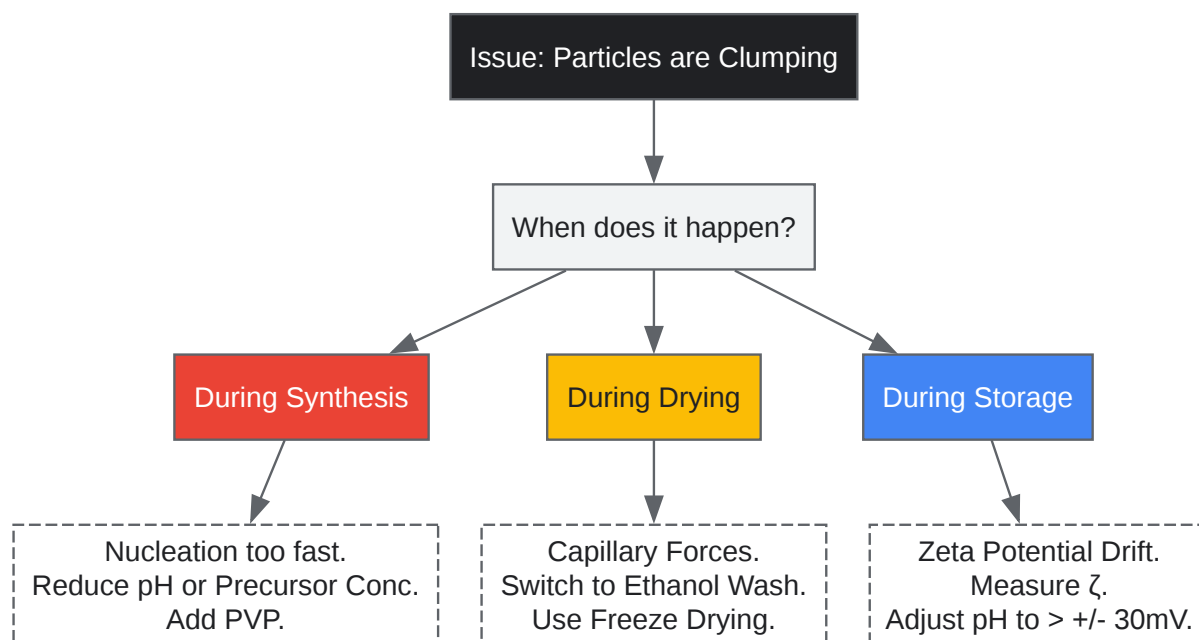 Issue: Particles are Clumping
When does it happen?
During Synthesis
During Drying
During Storage
Nucleation too fast.
Reduce pH or Precursor Conc.
Add PVP.
Capillary Forces.
Switch to Ethanol Wash.
Use Freeze Drying.
Zeta Potential Drift.
Measure ζ.
Adjust pH to > +/- 30mV.